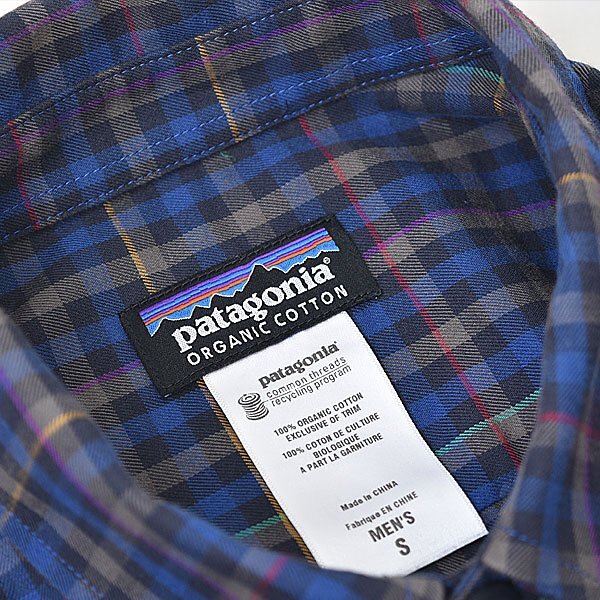 patagonia®
ORGANIC COTTON
patagonia®
common threads
recycling program
100% ORGANIC COTTON
EXCLUSIVE OF TRIM
100% COTON DE CULTURE
BIOLOGIQUE
A PART LA GARNITURE
Made in CHINA
Fabrique EN CHINE
MEN'S
S